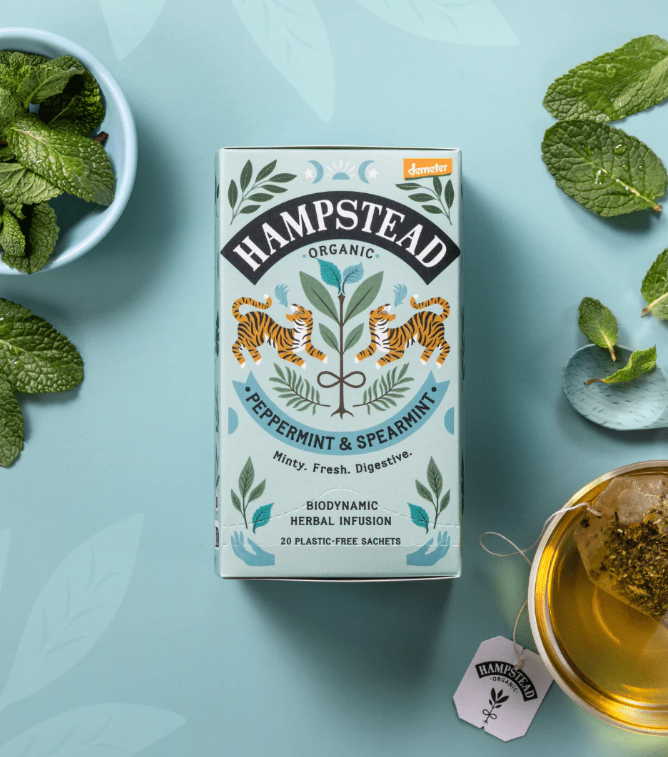 demeter
HAMPSTEAD
·ORGANIC·
·PEPPERMINT & SPEARMINT·
Minty. Fresh. Digestive.
BIODYNAMIC
HERBAL INFUSION
20 PLASTIC-FREE SACHETS
HAMPSTEAD
·ORGANIC·